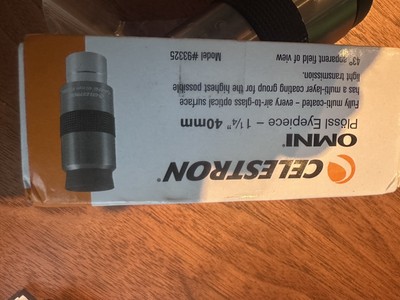 CELESTRON®
OMNI®
Plössl Eyepiece – 1¼" 40mm
Fully multi-coated – every air-to-glass optical surface
has a multi-layer coating group for the highest possible
light transmission.
43° apparent field of view
Model #93325